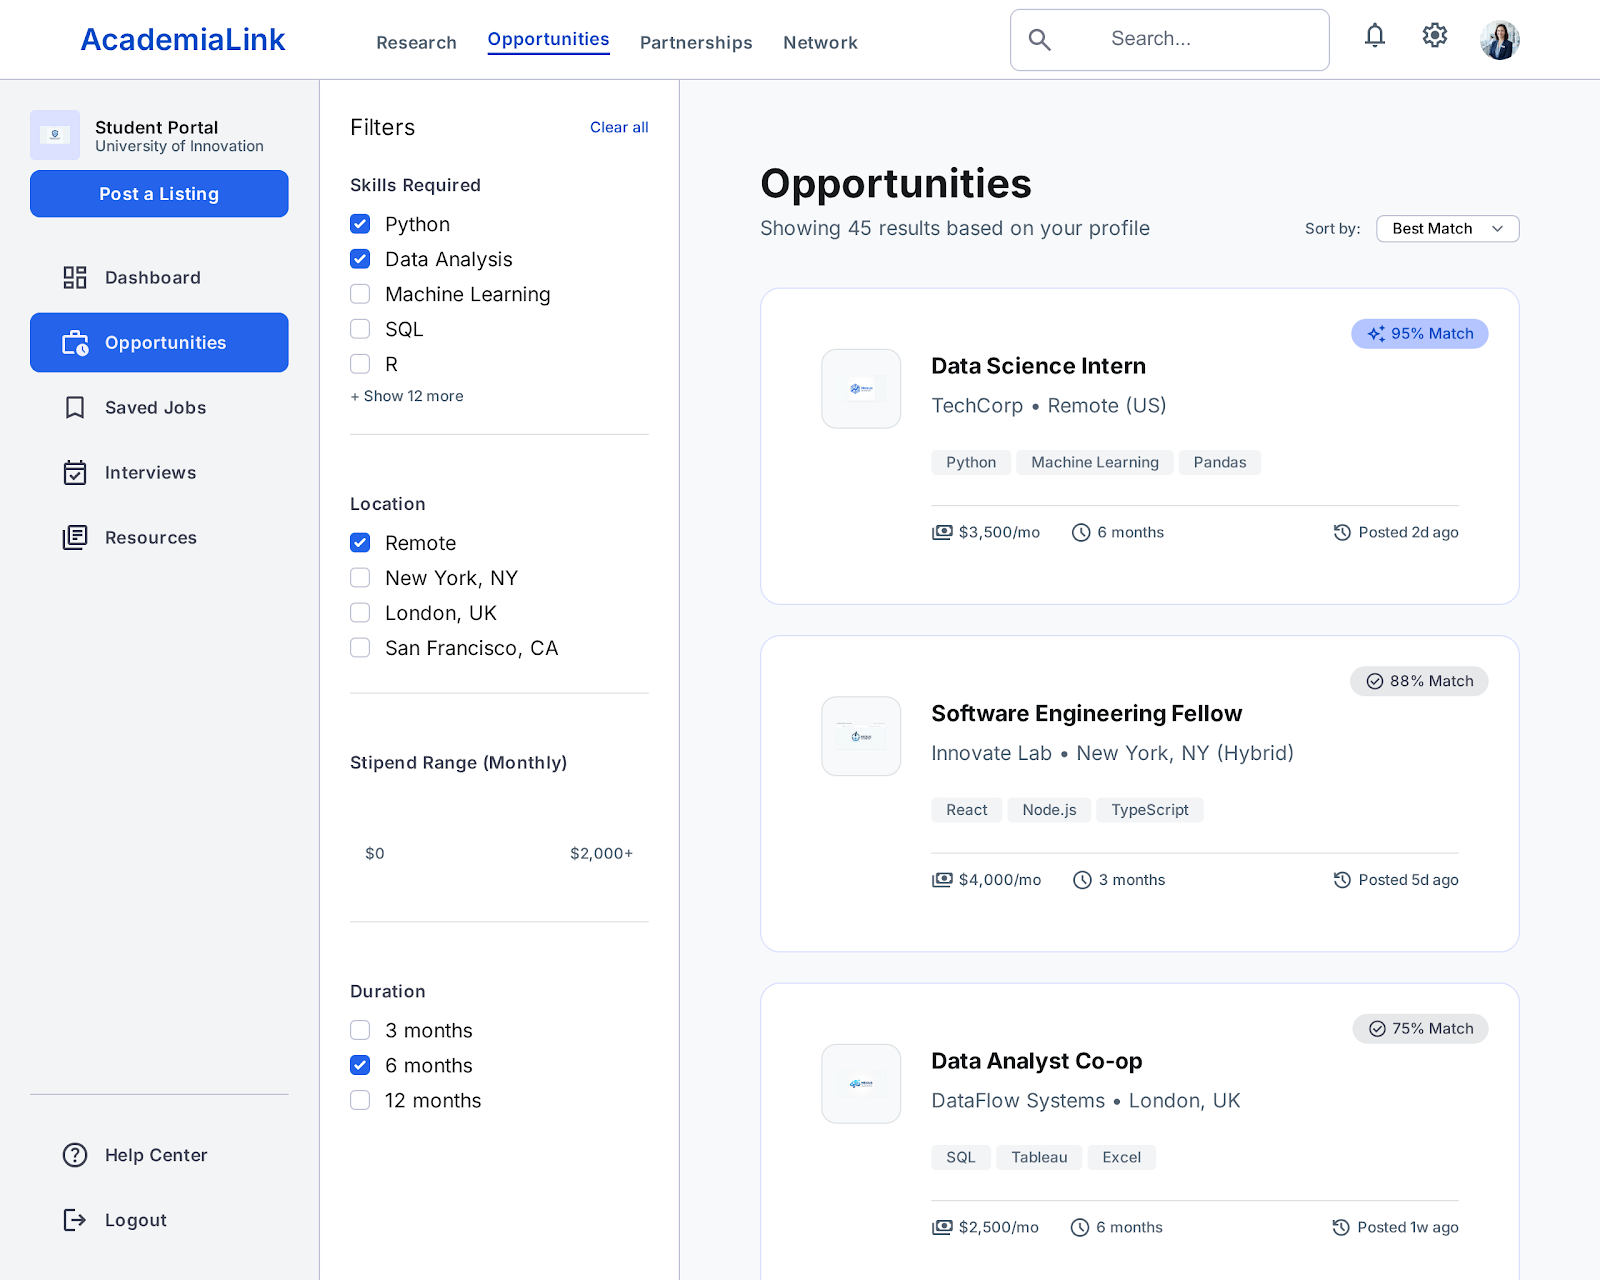 AcademiaLink
Research
Opportunities
Partnerships
Network
Search...
Student Portal
University of Innovation
Post a Listing
Dashboard
Opportunities
Saved Jobs
Interviews
Resources
Help Center
Logout
Filters
Clear all
Skills Required
Python
Data Analysis
Machine Learning
SQL
R
+ Show 12 more
Location
Remote
New York, NY
London, UK
San Francisco, CA
Stipend Range (Monthly)
$0
$2,000+
Duration
3 months
6 months
12 months
Opportunities
Showing 45 results based on your profile
Sort by:
Best Match
95% Match
Data Science Intern
TechCorp • Remote (US)
Python
Machine Learning
Pandas
$3,500/mo
6 months
Posted 2d ago
88% Match
Software Engineering Fellow
Innovate Lab • New York, NY (Hybrid)
React
Node.js
TypeScript
$4,000/mo
3 months
Posted 5d ago
75% Match
Data Analyst Co-op
DataFlow Systems • London, UK
SQL
Tableau
Excel
$2,500/mo
6 months
Posted 1w ago